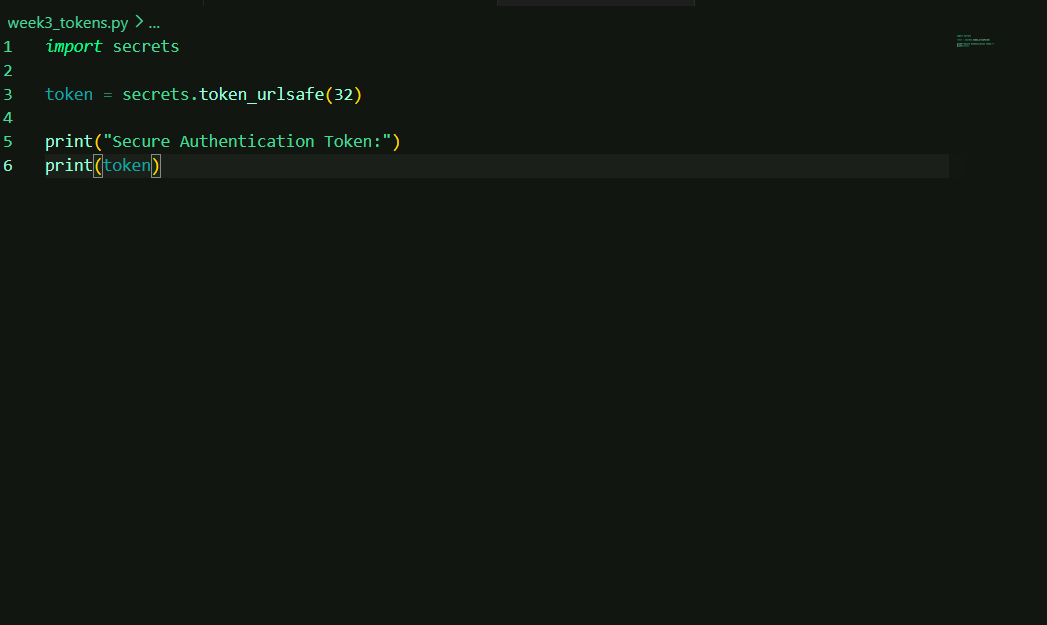 week3_tokens.py > ...
1 import secrets
2
3 token = secrets.token_urlsafe(32)
4
5 print("Secure Authentication Token:")
6 print(token)